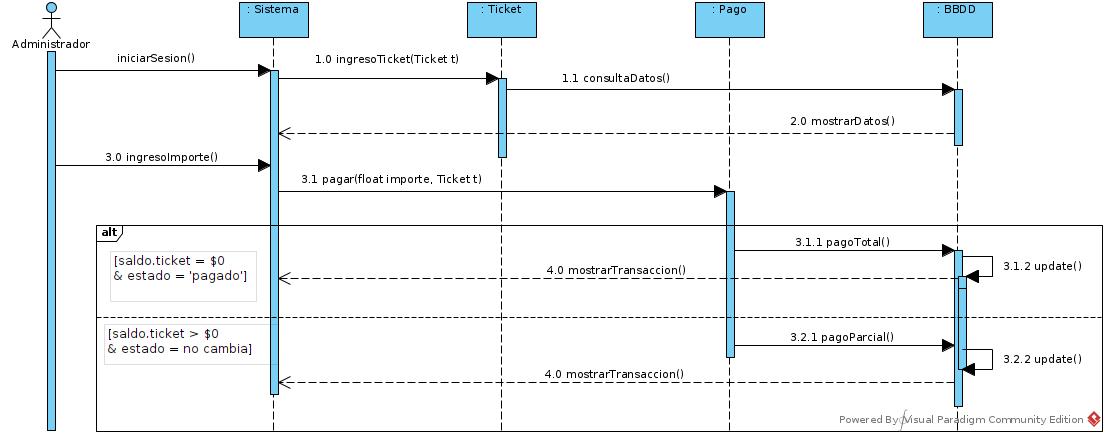 : Sistema
: Ticket
: Pago
: BBDD
Administrador
iniciarSesion()
1.0 ingresoTicket(Ticket t)
1.1 consultaDatos()
2.0 mostrarDatos()
3.0 ingresoImporte()
3.1 pagar(float importe, Ticket t)
alt
[saldo.ticket = $0
& estado = 'pagado']
3.1.1 pagoTotal()
3.1.2 update()
4.0 mostrarTransaccion()
[saldo.ticket > $0
& estado = no cambia]
3.2.1 pagoParcial()
3.2.2 update()
4.0 mostrarTransaccion()
Powered By Visual Paradigm Community Edition